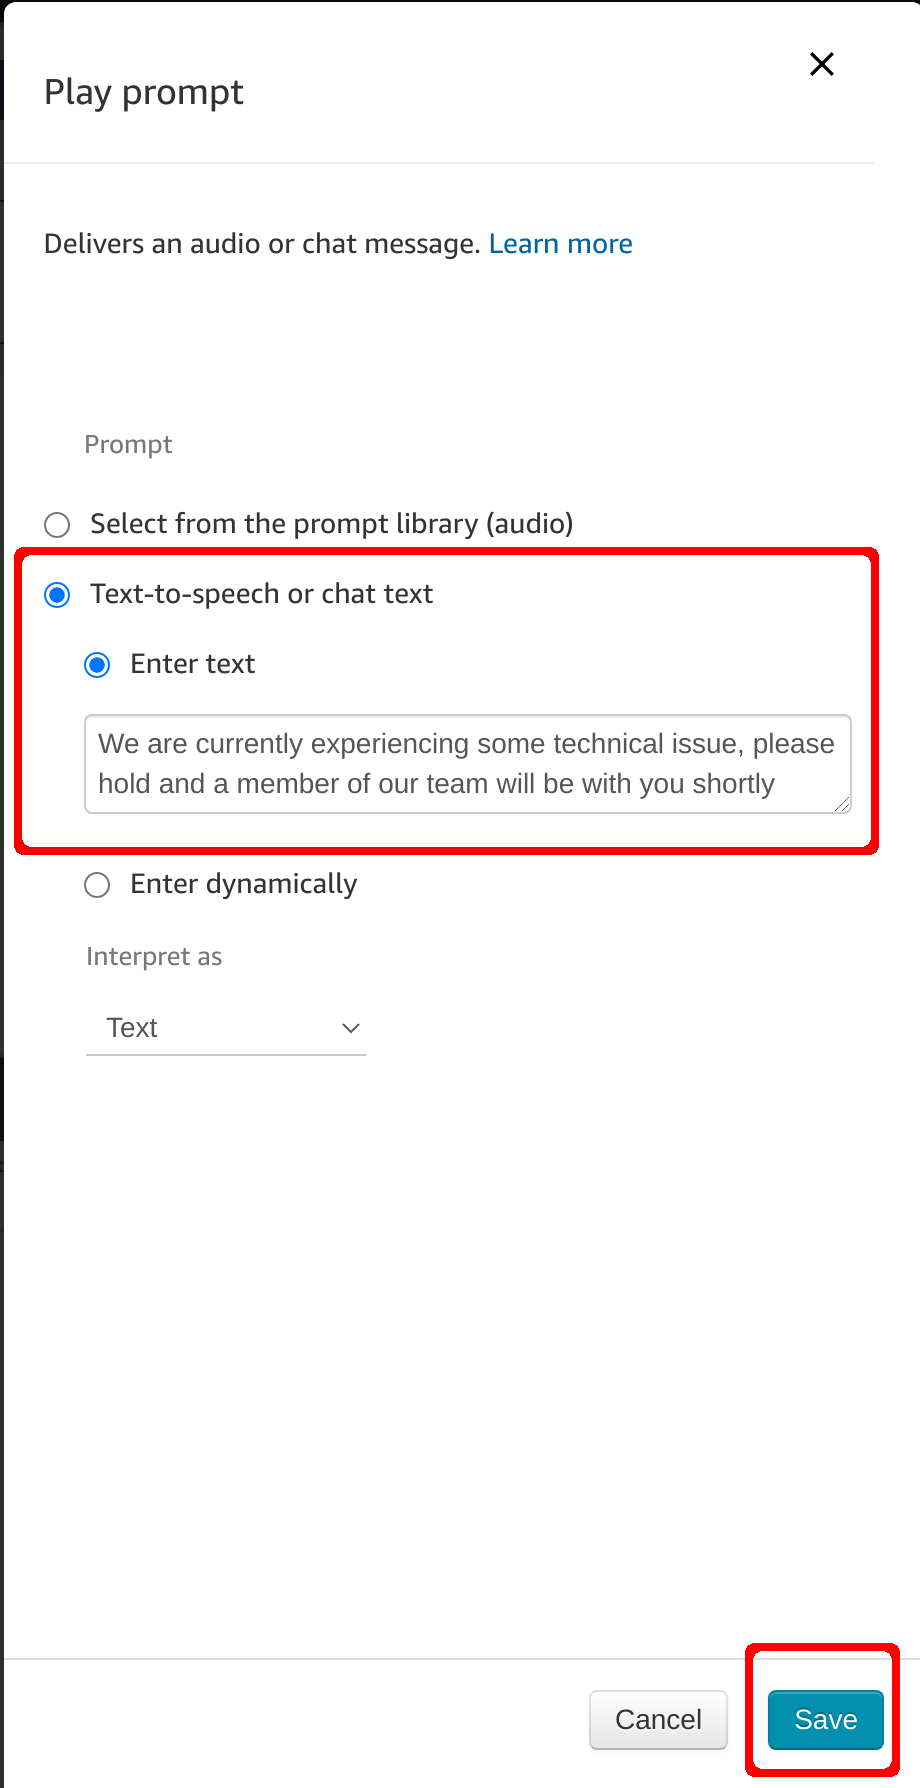 Play prompt
Delivers an audio or chat message. Learn more
Prompt
Select from the prompt library (audio)
Text-to-speech or chat text
Enter text
We are currently experiencing some technical issue, please
hold and a member of our team will be with you shortly
Enter dynamically
Interpret as
Text
Cancel
Save